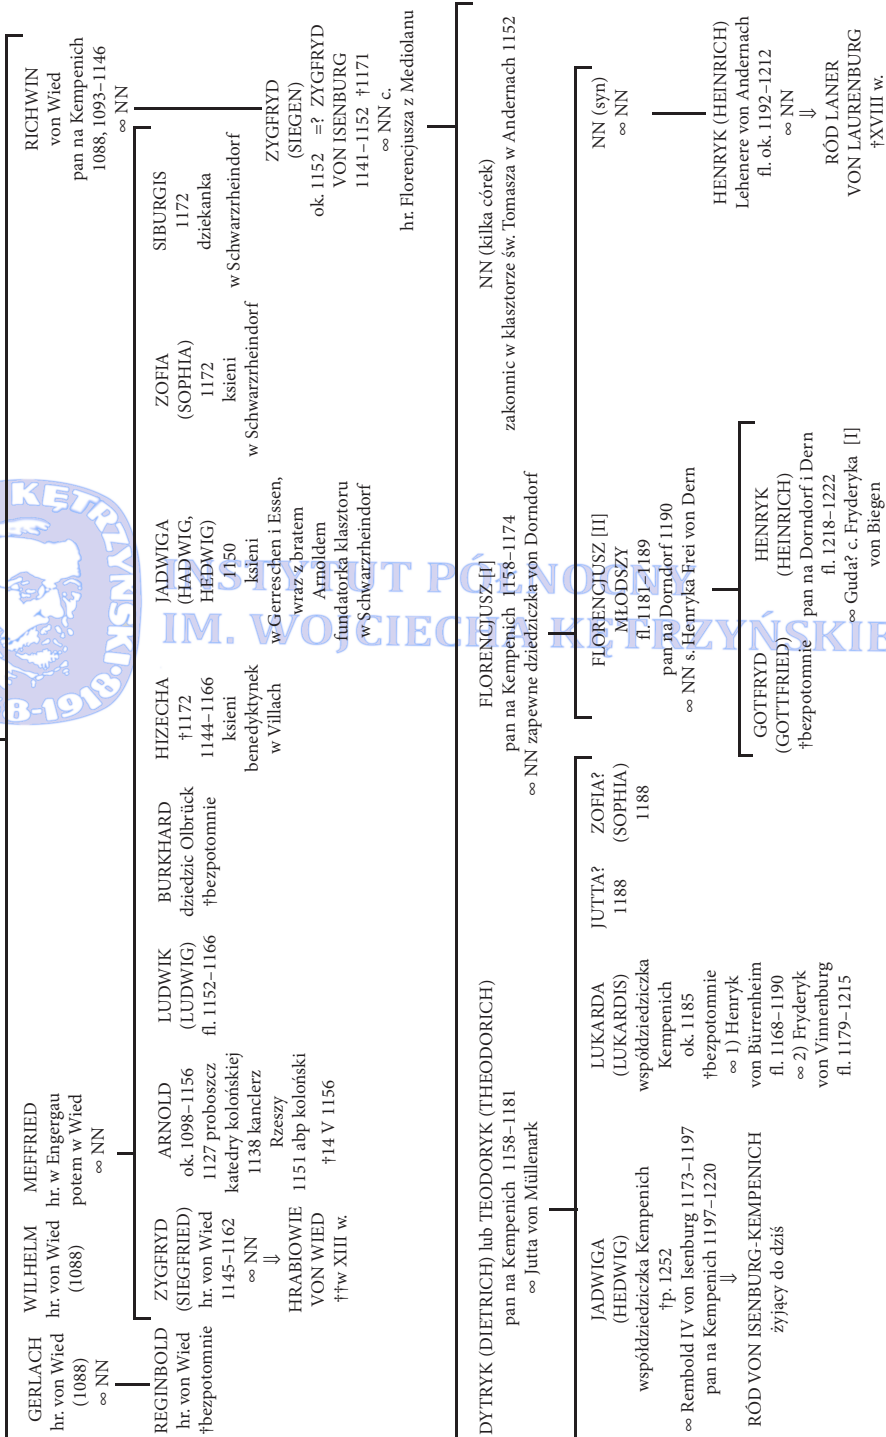 GERLACH
hr. von Wied
(1088)
∞ NN
WILHELM
hr. von Wied
(1088)
MEFFRIED
hr. w Engergau
potem w Wied
∞ NN
RICHWIN
von Wied
pan na Kempenich
1088, 1093–1146
∞ NN
REGINBOLD
hr. von Wied
†bezpotomnie
ZYGFRYD
(SIEGFRIED)
hr. von Wied
1145–1162
∞ NN
⇓
HRABIOWIE
VON WIED
††w XIII w.
ARNOLD
ok. 1098–1156
1127 proboszcz
katedry kolońskiej
1138 kanclerz
Rzeszy
1151 abp koloński
†14 V 1156
LUDWIK
(LUDWIG)
fl. 1152–1166
BURKHARD
dziedzic Olbrück
†bezpotomnie
HIZECHA
†1172
1144–1166
ksieni
benedyktynek
w Villach
JADWIGA
(HADWIG,
HEDWIG)
1150
ksieni
w Gerreschen i Essen,
wraz z bratem
Arnoldem
fundatorka klasztoru
w Schwarzrheindorf
ZOFIA
(SOPHIA)
1172
ksieni
w Schwarzrheindorf
SIBURGIS
1172
dziekanka
w Schwarzrheindorf
ZYGFRYD
(SIEGEN)
ok. 1152 =? ZYGFRYD
VON ISENBURG
1141–1152 †1171
∞ NN c.
hr. Florencjusza z Mediolanu
DYTRYK (DIETRICH) lub TEODORYK (THEODORICH)
pan na Kempenich 1158–1181
∞ Jutta von Müllenark
FLORENCJUSZ [I]
pan na Kempenich 1158–1174
∞ NN zapewne dziedziczka von Dorndorf
NN (kilka córek)
zakonnic w klasztorze św. Tomasza w Andernach 1152
JADWIGA
(HEDWIG)
współdziedziczka Kempenich
†p. 1252
∞ Rembold IV von Isenburg 1173–1197
pan na Kempenich 1197–1220
⇓
RÓD VON ISENBURG-KEMPENICH
żyjący do dziś
LUKARDA
(LUKARDIS)
współdziedziczka
Kempenich
ok. 1185
†bezpotomnie
∞ 1) Henryk
von Bürrenheim
fl. 1168–1190
∞ 2) Fryderyk
von Vinnenburg
fl. 1179–1215
JUTTA?
1188
ZOFIA?
(SOPHIA)
1188
FLORENCJUSZ [II]
MŁODSZY
fl. 1181–1189
pan na Dorndorf 1190
∞ NN s. Henryka Frei von Dern
NN (syn)
∞ NN
GOTFRYD
(GOTTFRIED)
†bezpotomnie
HENRYK
(HEINRICH)
pan na Dorndorf i Dern
fl. 1218–1222
∞ Guda? c. Fryderyka [I]
von Biegen
HENRYK (HEINRICH)
Lehenere von Andernach
fl. ok. 1192–1212
∞ NN
⇓
RÓD LANER
VON LAURENBURG
†XVIII w.
INSTYTUT PÓŁNOCNY
IM. WOJCIECHA KĘTRZYŃSKIE
KĘTRZYŃSKI
8-1918